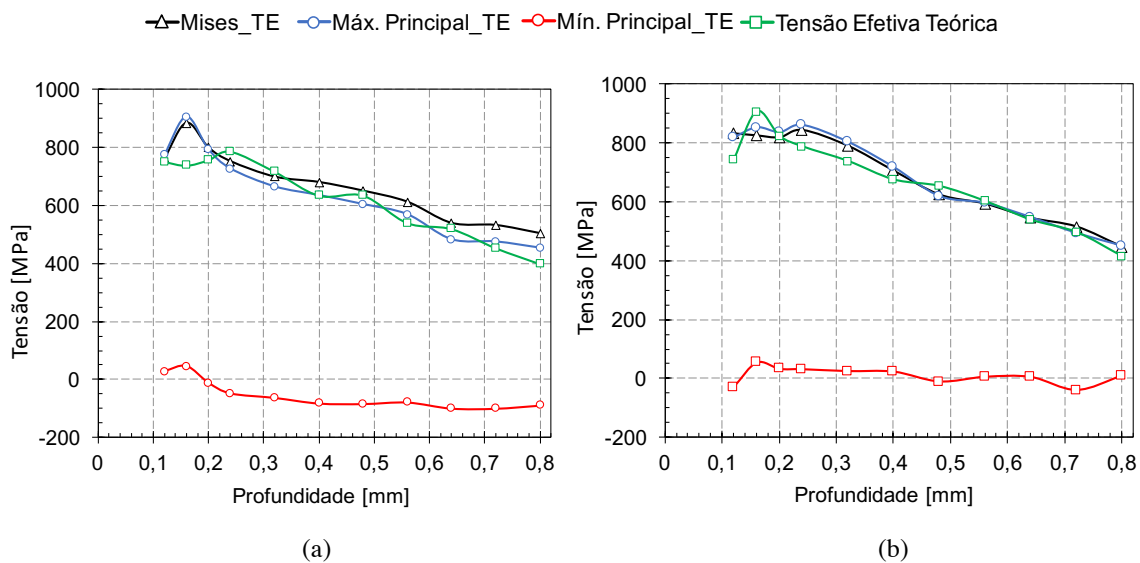 Mises_TE Máx. Principal_TE Mín. Principal_TE Tensão Efetiva Teórica
(a)
1000
800
600
400
200
0
-200
Tensão [MPa]
0 0,1 0,2 0,3 0,4 0,5 0,6 0,7 0,8
Profundidade [mm]
(a)
(b)
1000
800
600
400
200
0
-200
Tensão [MPa]
0 0,1 0,2 0,3 0,4 0,5 0,6 0,7 0,8
Profundidade [mm]
(b)